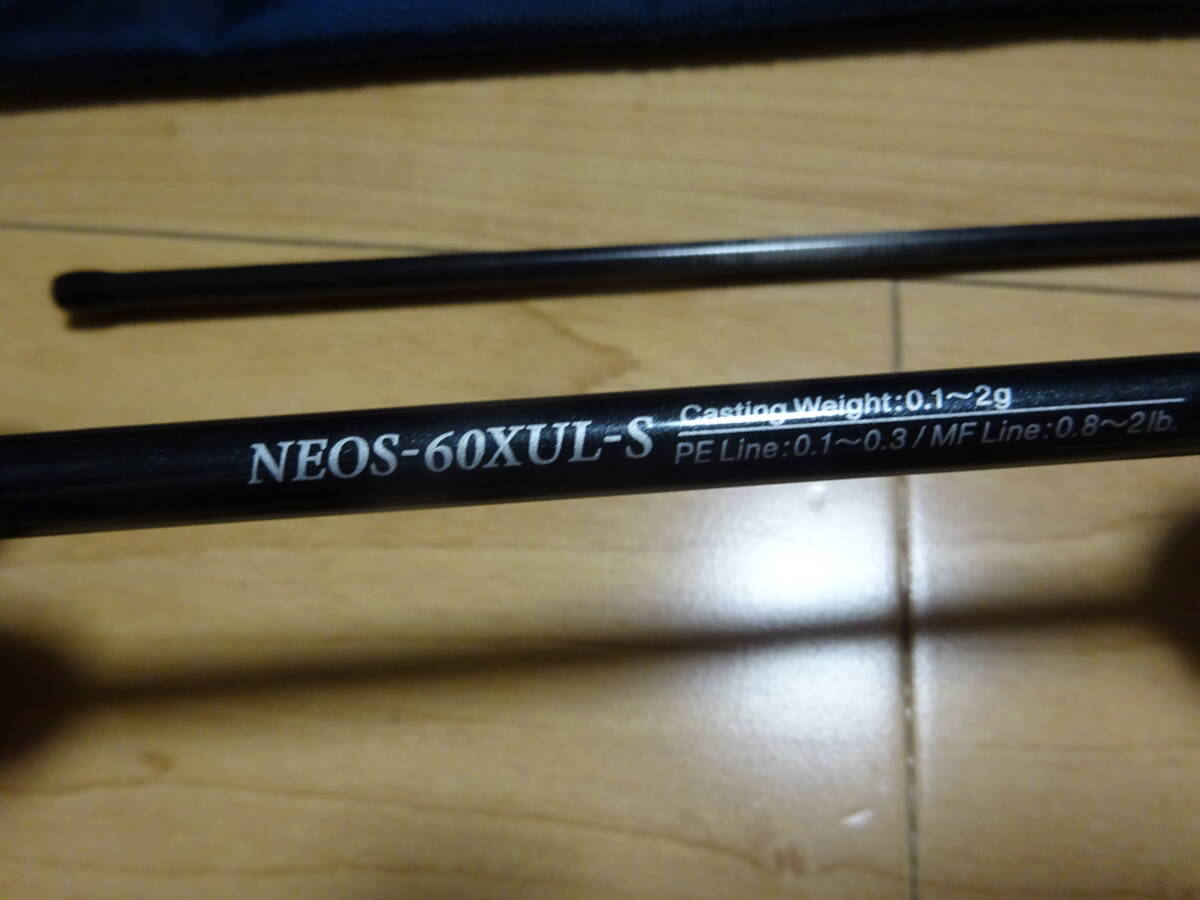 NEOS-60XUL-S
Casting Weight:0.1〜2g
PE Line:0.1〜0.3/MF Line:0.8〜2lb.